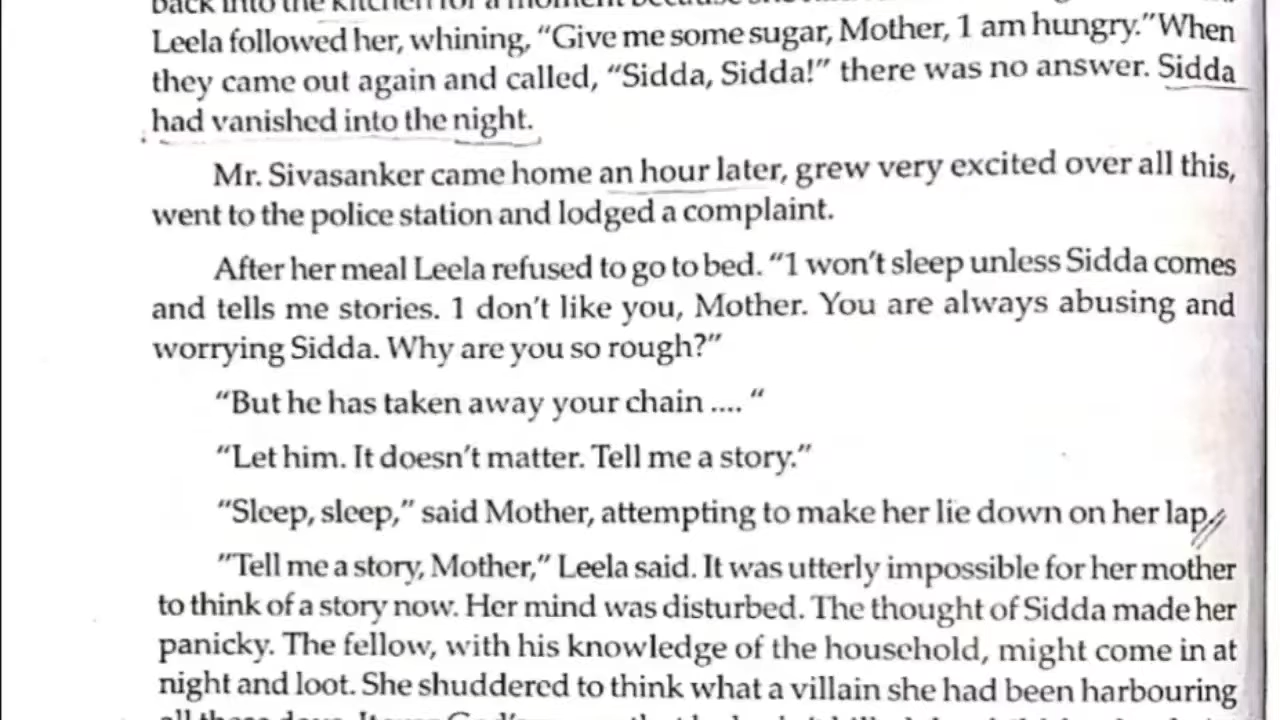 back into the kitchen for a moment because she
Leela followed her, whining, “Give me some sugar, Mother, 1 am hungry.”When
they came out again and called, “Sidda, Sidda!” there was no answer. Sidda
had vanished into the night.
Mr. Sivasanker came home an hour later, grew very excited over all this,
went to the police station and lodged a complaint.
After her meal Leela refused to go to bed. “1 won’t sleep unless Sidda comes
and tells me stories. 1 don’t like you, Mother. You are always abusing and
worrying Sidda. Why are you so rough?”
“But he has taken away your chain .... “
“Let him. It doesn’t matter. Tell me a story.”
“Sleep, sleep,” said Mother, attempting to make her lie down on her lap.
”Tell me a story, Mother,” Leela said. It was utterly impossible for her mother
to think of a story now. Her mind was disturbed. The thought of Sidda made her
panicky. The fellow, with his knowledge of the household, might come in at
night and loot. She shuddered to think what a villain she had been harbouring